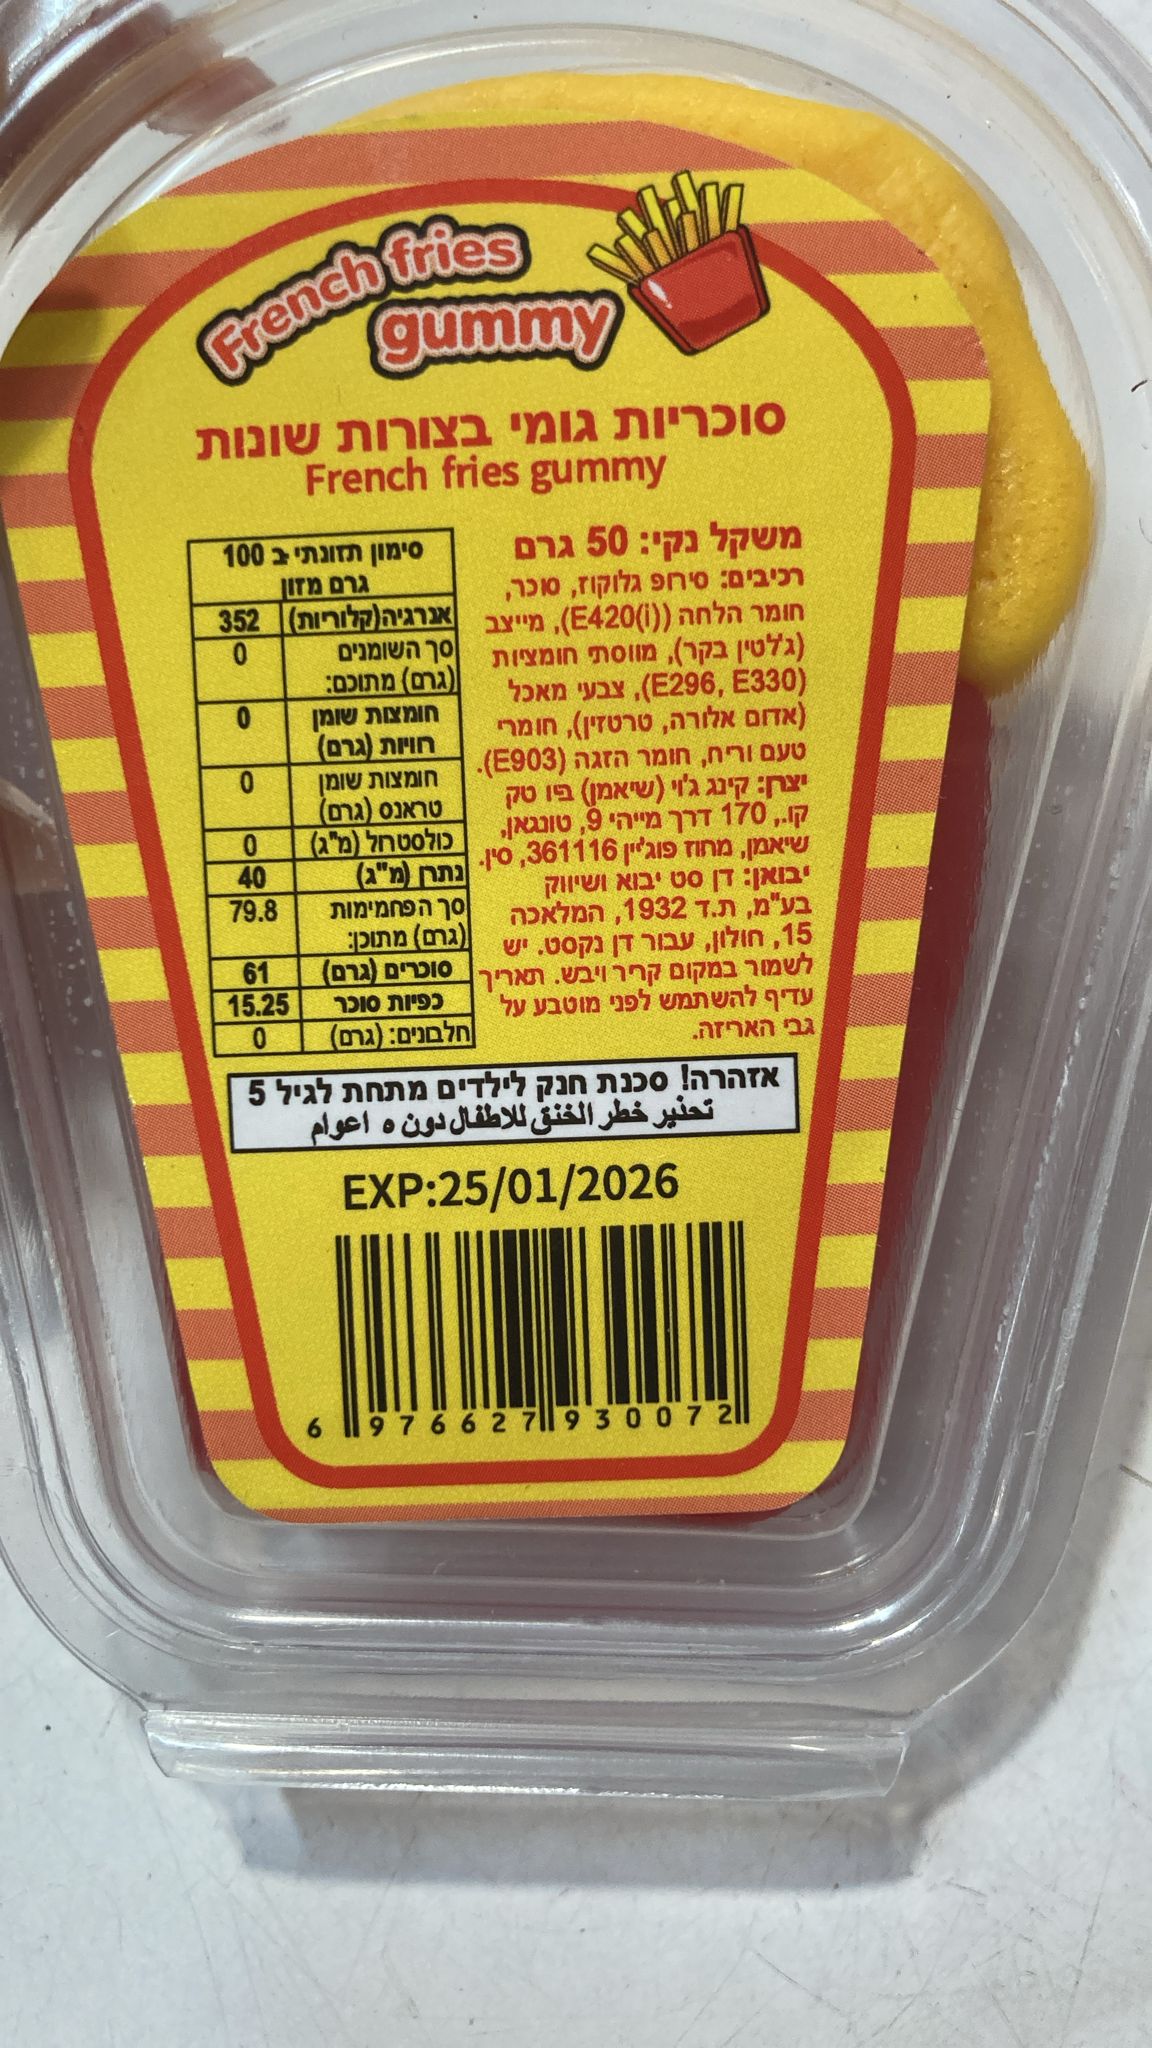 French fries
gummy
סוכריות גומי בצורות שונות
French fries gummy
משקל נקי: 50 גרם
רכיבים: סירופ גלוקוז, סוכר,
חומר הלחה ((E420(i), מייצב
(ג'לטין בקר), מווסתי חומציות
(E296, E330), צבעי מאכל
(אדום אלורה, טרטזין), חומרי
טעם וריח, חומר הזגה (E903).
יצרן: קינג ג'וי (שיאמן) ביו טק
קו., 170 דרך מייהי 9, טונגאן,
שיאמן, מחוז פוג'יין 361116, סין.
יבואן: דן סט יבוא ושיווק
בע"מ, ת.ד 1932, המלאכה
15, חולון, עבור דן נקסט. יש
לשמור במקום קריר ויבש. תאריך
עדיף להשתמש לפני מוטבע על
גבי האריזה.
סימון תזונתי ב 100
גרם מזון
אנרגיה(קלוריות) 352
סך השומנים 0
(גרם) מתוכם:
חומצות שומן 0
רוויות (גרם)
חומצות שומן 0
טראנס (גרם)
כולסטרול (מ"ג) 0
נתרן (מ"ג) 40
סך הפחמימות 79.8
(גרם) מתוכן:
סוכרים (גרם) 61
כפיות סוכר 15.25
חלבונים: (גרם) 0
אזהרה! סכנת חנק לילדים מתחת לגיל 5
تحذير خطر الخنق للاطفال دون ٥ اعوام
EXP:25/01/2026
6 976627 930072